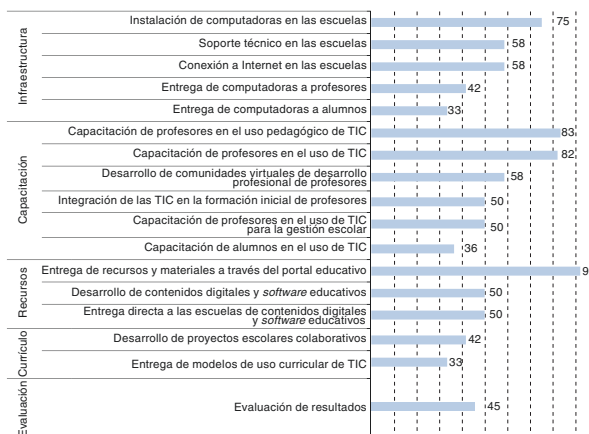 Infraestructura
Instalación de computadoras en las escuelas 75
Soporte técnico en las escuelas 58
Conexión a Internet en las escuelas 58
Entrega de computadoras a profesores 42
Entrega de computadoras a alumnos 33
Capacitación
Capacitación de profesores en el uso pedagógico de TIC 83
Capacitación de profesores en el uso de TIC 82
Desarrollo de comunidades virtuales de desarrollo
profesional de profesores 58
Integración de las TIC en la formación inicial de profesores 50
Capacitación de profesores en el uso de TIC
para la gestión escolar 50
Capacitación de alumnos en el uso de TIC 36
Recursos
Entrega de recursos y materiales a través del portal educativo 9
Desarrollo de contenidos digitales y software educativos 50
Entrega directa a las escuelas de contenidos digitales
y software educativos 50
Currículo
Desarrollo de proyectos escolares colaborativos 42
Entrega de modelos de uso curricular de TIC 33
Evaluación
Evaluación de resultados 45